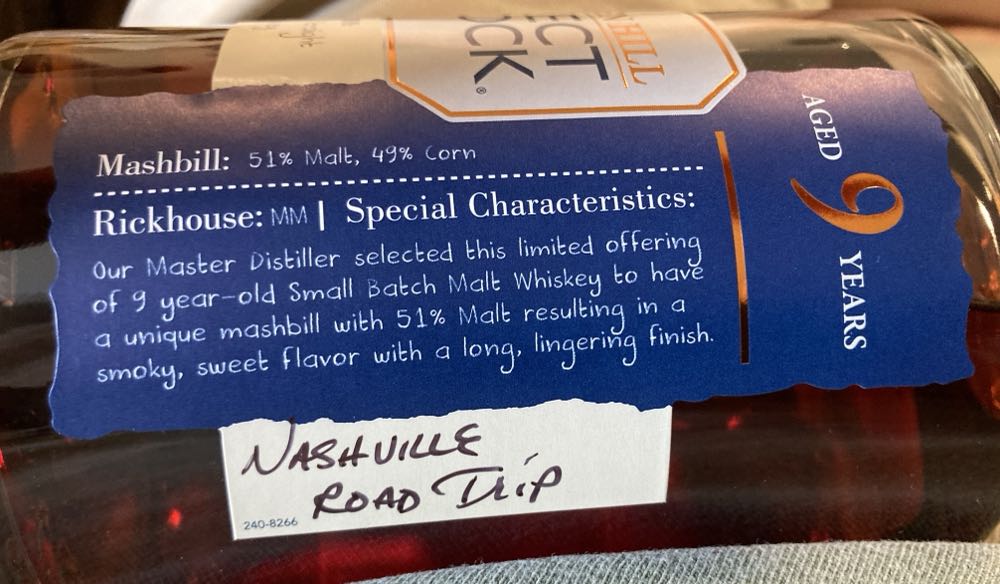 HILL
ECT
OCK®
Mashbill: 51% Malt, 49% Corn
Rickhouse: MM | Special Characteristics:
Our Master Distiller selected this limited offering
of 9 year-old Small Batch Malt Whiskey to have
a unique mashbill with 51% Malt resulting in a
smoky, sweet flavor with a long, lingering finish.
AGED
9
YEARS
NASHVILLE
ROAD TRIP
240-8266